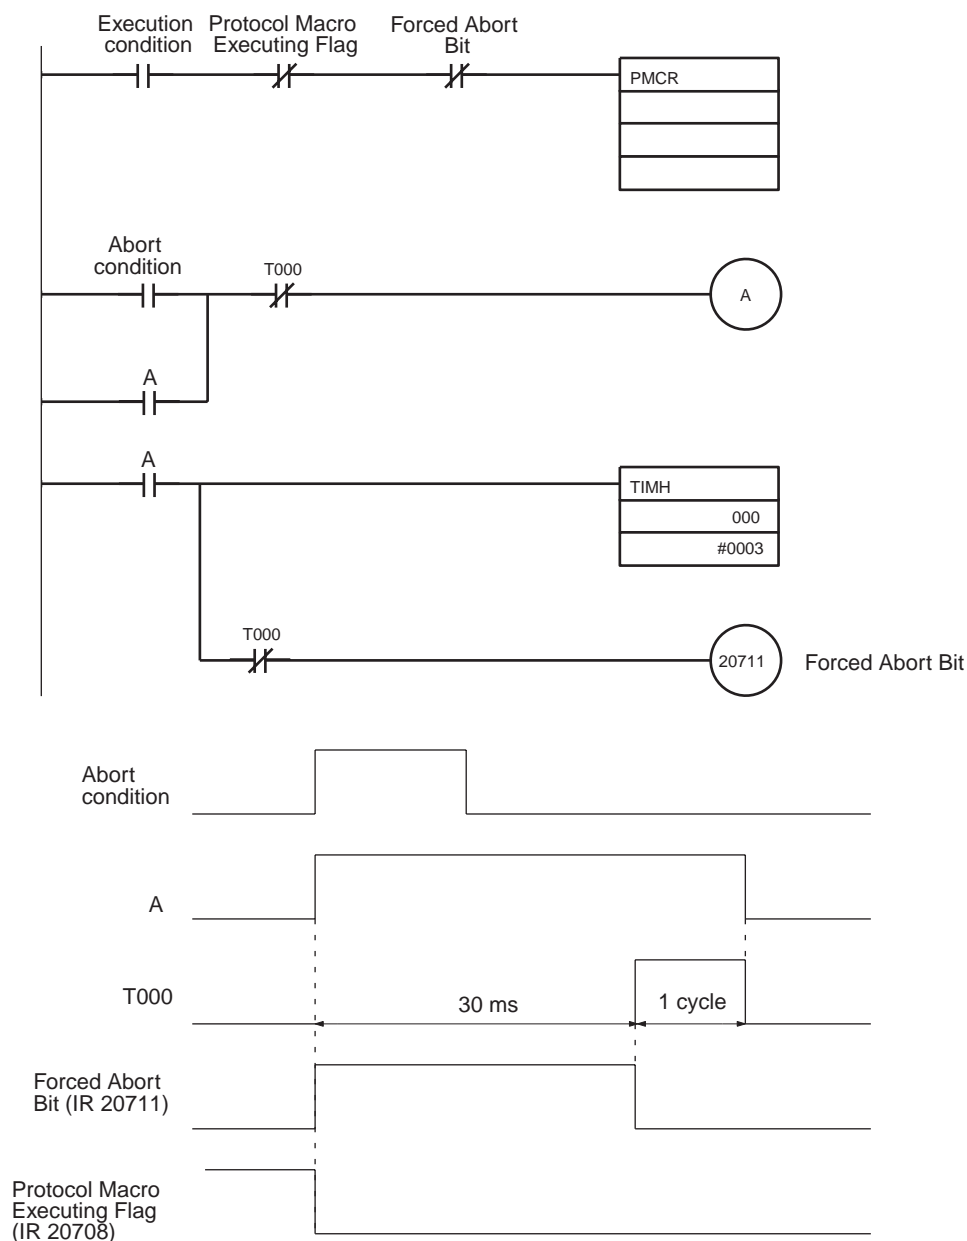 Execution
condition
Protocol Macro
Executing Flag
Forced Abort
Bit
PMCR
Abort
condition
T000
A
A
A
TIMH
000
#0003
T000
20711
Forced Abort Bit
Abort
condition
A
T000
30 ms
1 cycle
Forced Abort
Bit (IR 20711)
Protocol Macro
Executing Flag
(IR 20708)